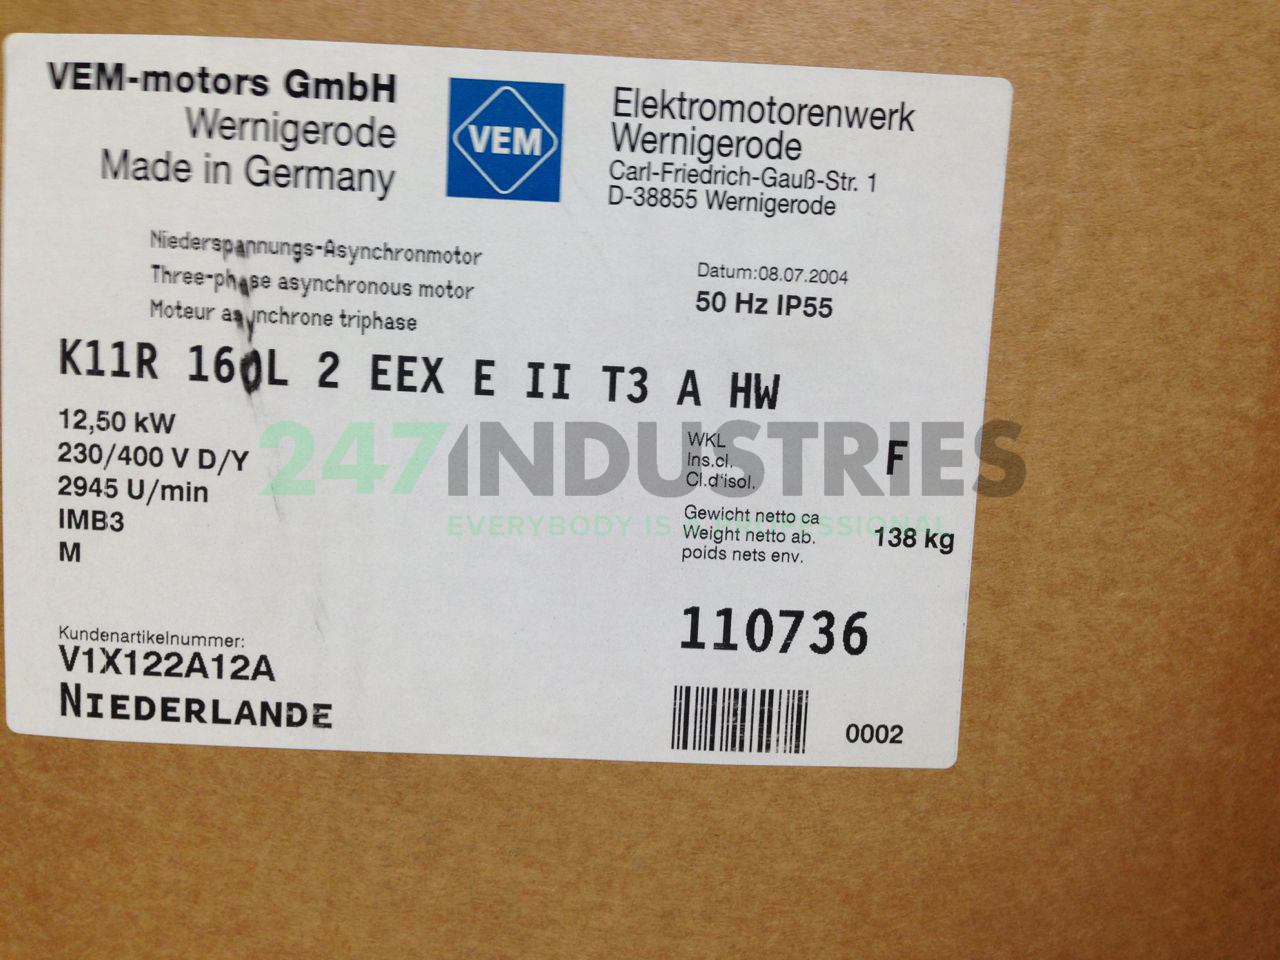 VEM-motors GmbH
Wernigerode
Made in Germany
VEM
Elektromotorenwerk
Wernigerode
Carl-Friedrich-Gauß-Str. 1
D-38855 Wernigerode
Niederspannungs-Asynchronmotor
Three-phase asynchronous motor
Moteur asynchrone triphase
Datum:08.07.2004
50 Hz IP55
K11R 160L 2 EEX E II T3 A HW
12,50 kW
230/400 V D/Y
2945 U/min
IMB3
M
247INDUSTRIES
EVERYBODY IS A PROFESSIONAL
WKL
Ins.cl.
Cl.d'isol.
F
Gewicht netto ca
Weight netto ab.
poids nets env.
138 kg
Kundenartikelnummer:
V1X122A12A
NIEDERLANDE
110736
0002